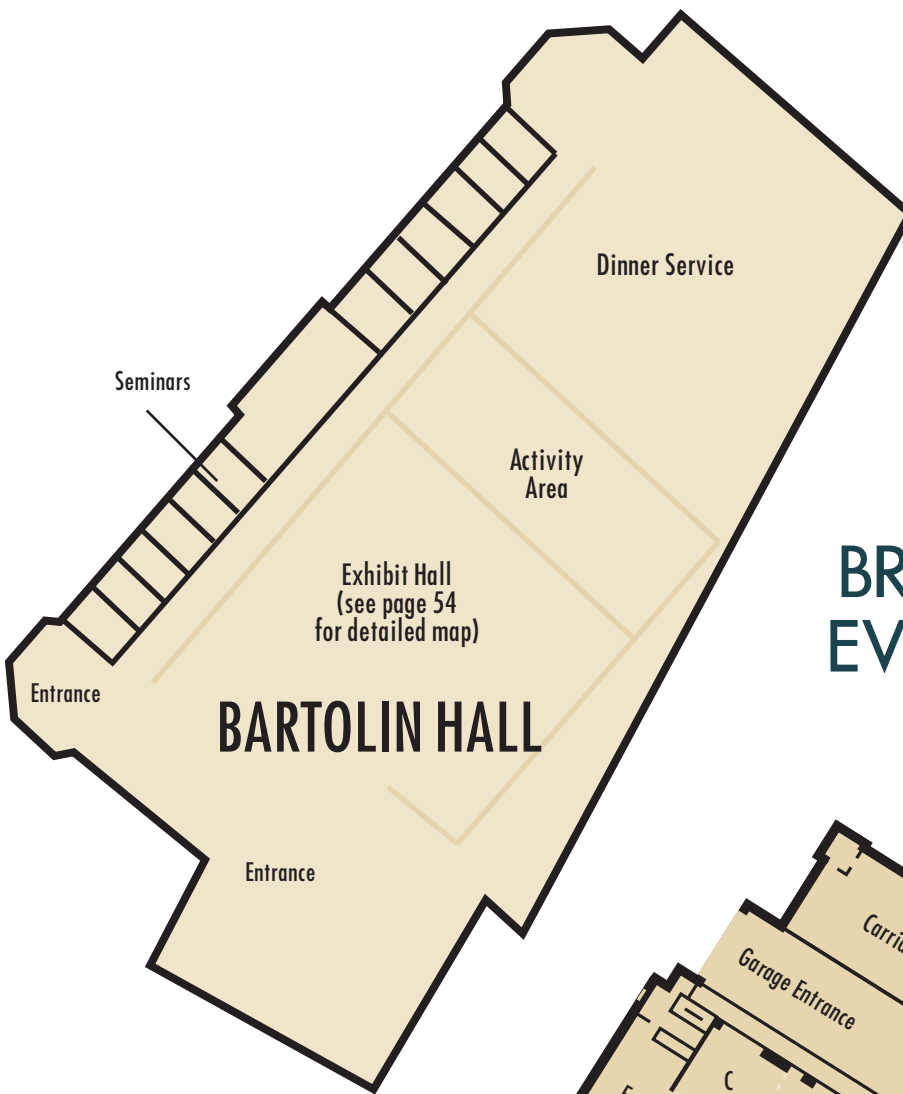 Dinner Service
Seminars
Activity
Area
Exhibit Hall
(see page 54
for detailed map)
Entrance
BARTOLIN HALL
Entrance
BR
EV
Garage Entrance
C